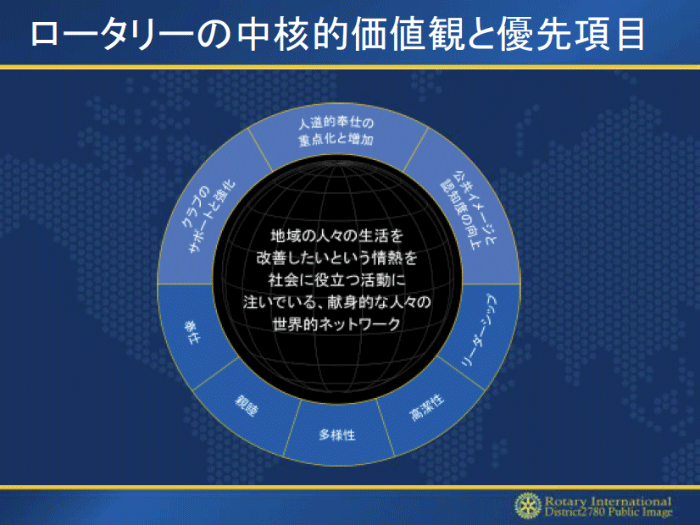 ロータリーの中核的価値観と優先項目
人道的奉仕の
重点化と増加
クラブの
サポートと強化
公共イメージと
認知度の向上
地域の人々の生活を
改善したいという情熱を
社会に役立つ活動に
注いでいる、献身的な人々の
世界的ネットワーク
奉仕
親睦
多様性
高潔性
リーダーシップ
Rotary International
District2780 Public Image